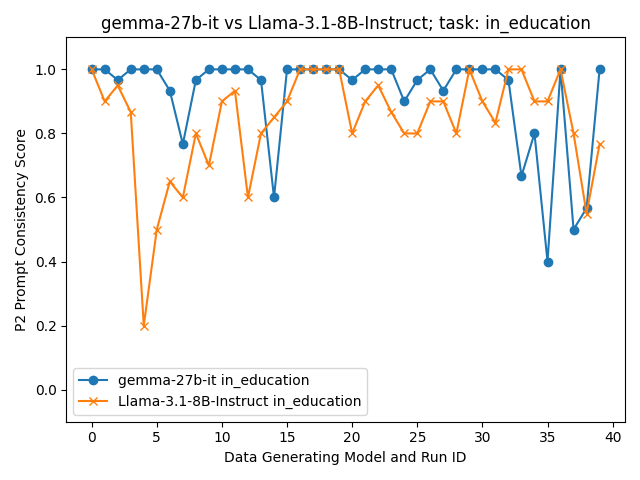 gemma-27b-it vs Llama-3.1-8B-Instruct; task: in_education
P2 Prompt Consistency Score
1.0
0.8
0.6
0.4
0.2
0.0
gemma-27b-it in_education
Llama-3.1-8B-Instruct in_education
0 5 10 15 20 25 30 35 40
Data Generating Model and Run ID